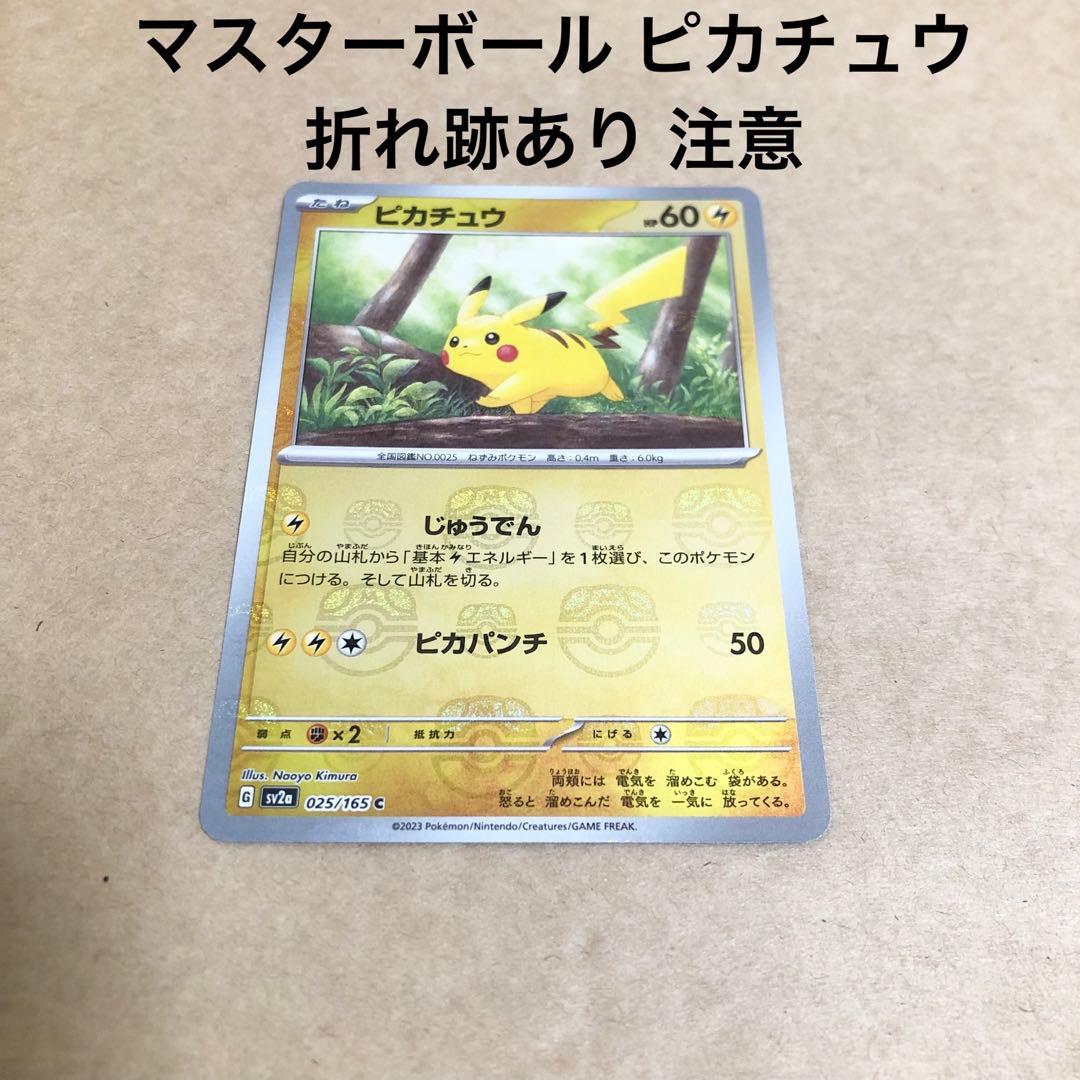 マスターボール ピカチュウ
折れ跡あり 注意
たね ピカチュウ HP60
全国図鑑NO.0025 ねずみポケモン 高さ：0.4m 重さ：6.0kg
じゅうでん
自分の山札から「基本エネルギー」を1枚選び、このポケモン
につける。そして山札を切る。
ピカパンチ 50
弱点 ×2 抵抗力 にげる
Illus. Naoyo Kimura
両頬には 電気を 溜めこむ 袋がある。
怒ると 溜めこんだ 電気を 一気に 放ってくる。
G sv2a 025/165 C
©2023 Pokémon/Nintendo/Creatures/GAME FREAK.